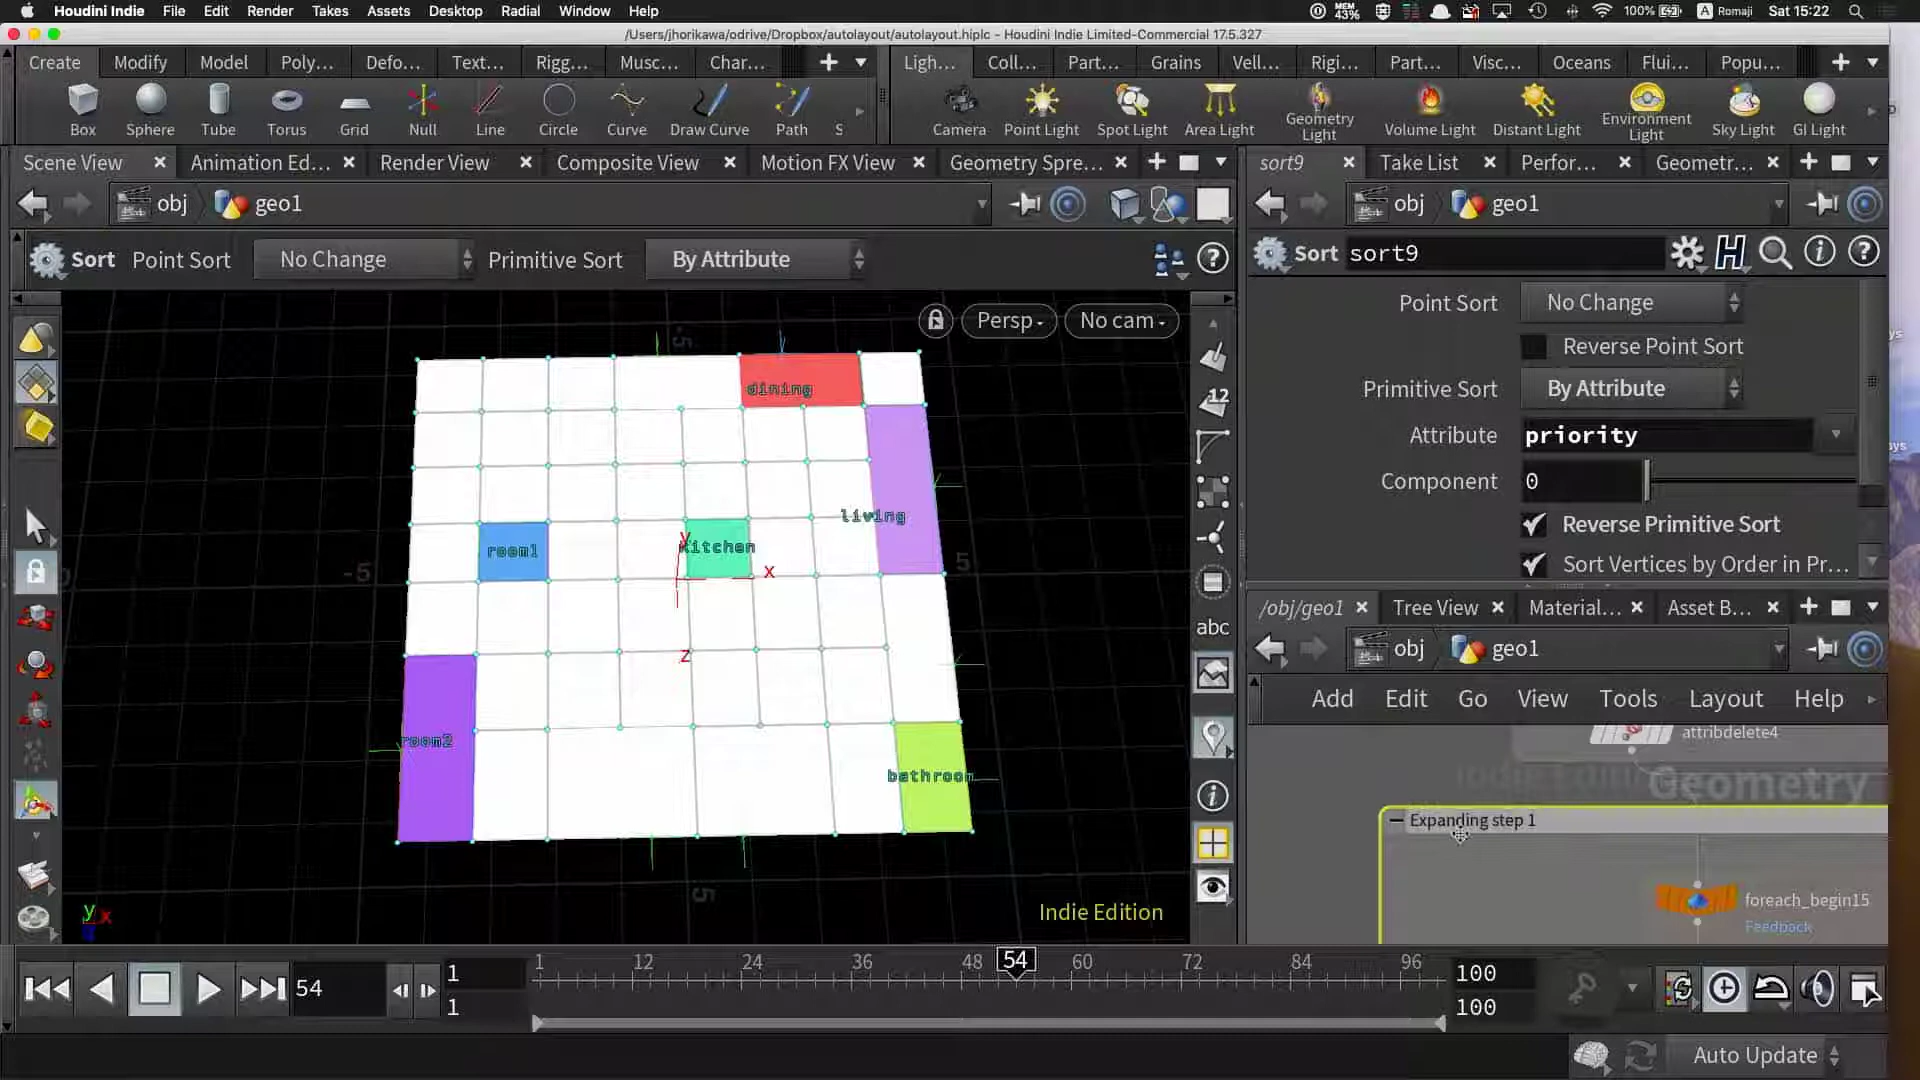 Houdini Indie File Edit Render Takes Assets Desktop Radial Window Help MEM 43% 100% A Romaji Sat 15:22
/Users/jhorikawa/odrive/Dropbox/autolayout/autolayout.hiplc - Houdini Indie Limited-Commercial 17.5.327
Create Modify Model Poly... Defo... Text... Rigg... Musc... Char... Ligh... Coll... Part... Grains Vell... Rigi... Part... Visc... Oceans Flui... Popu...
Box Sphere Tube Torus Grid Null Line Circle Curve Draw Curve Path S Camera Point Light Spot Light Area Light Geometry Light Volume Light Distant Light Environment Light Sky Light GI Light
Scene View Animation Ed... Render View Composite View Motion FX View Geometry Spre... sort9 Take List Perfor... Geometr...
obj geo1 obj geo1
Sort Point Sort No Change Primitive Sort By Attribute
Sort sort9
Point Sort No Change
Reverse Point Sort
Primitive Sort By Attribute
Attribute priority
Component 0
Reverse Primitive Sort
Sort Vertices by Order in Pr...
Persp No cam
dining
living
room1
kitchen
room2
bathroom
-5
5
5
y
x
z
y x
12
abc
Indie Edition
/obj/geo1 Tree View Material... Asset B...
obj geo1
Add Edit Go View Tools Layout Help
attribdelete4
Indie Editi
Geometry
Expanding step 1
foreach_begin15
Feedback
54 1 1 12 24 36 48 54 60 72 84 96 100
1 100
Auto Update